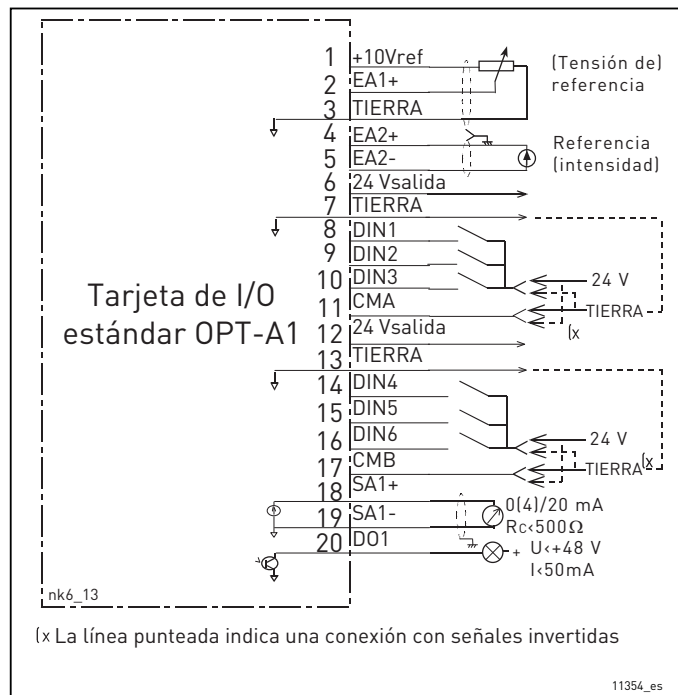 1 +10Vref
2 EA1+
3 TIERRA
(Tensión de)
referencia
4 EA2+
5 EA2-
Referencia
(intensidad)
6 24 Vsalida
7 TIERRA
8 DIN1
9 DIN2
10 DIN3
24 V
11 CMA
TIERRA
(x
12 24 Vsalida
13 TIERRA
Tarjeta de I/O
estándar OPT-A1
14 DIN4
15 DIN5
16 DIN6
24 V
17 CMB
TIERRA (x
18 SA1+
0(4)/20 mA
19 SA1-
Rc<500Ω
20 DO1
+ U<+48 V
I<50mA
nk6_13
(x La línea punteada indica una conexión con señales invertidas
11354_es